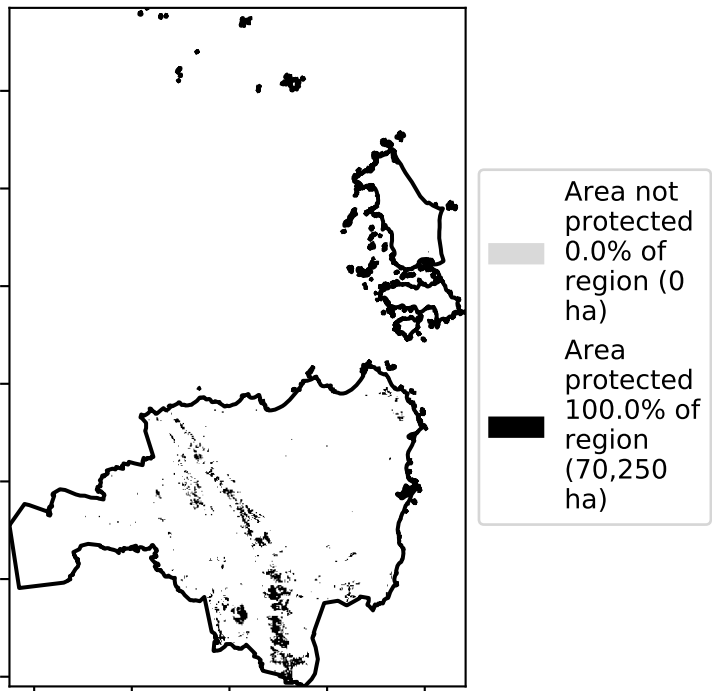 Area not
protected
0.0% of
region (0
ha)
Area
protected
100.0% of
region
(70,250
ha)